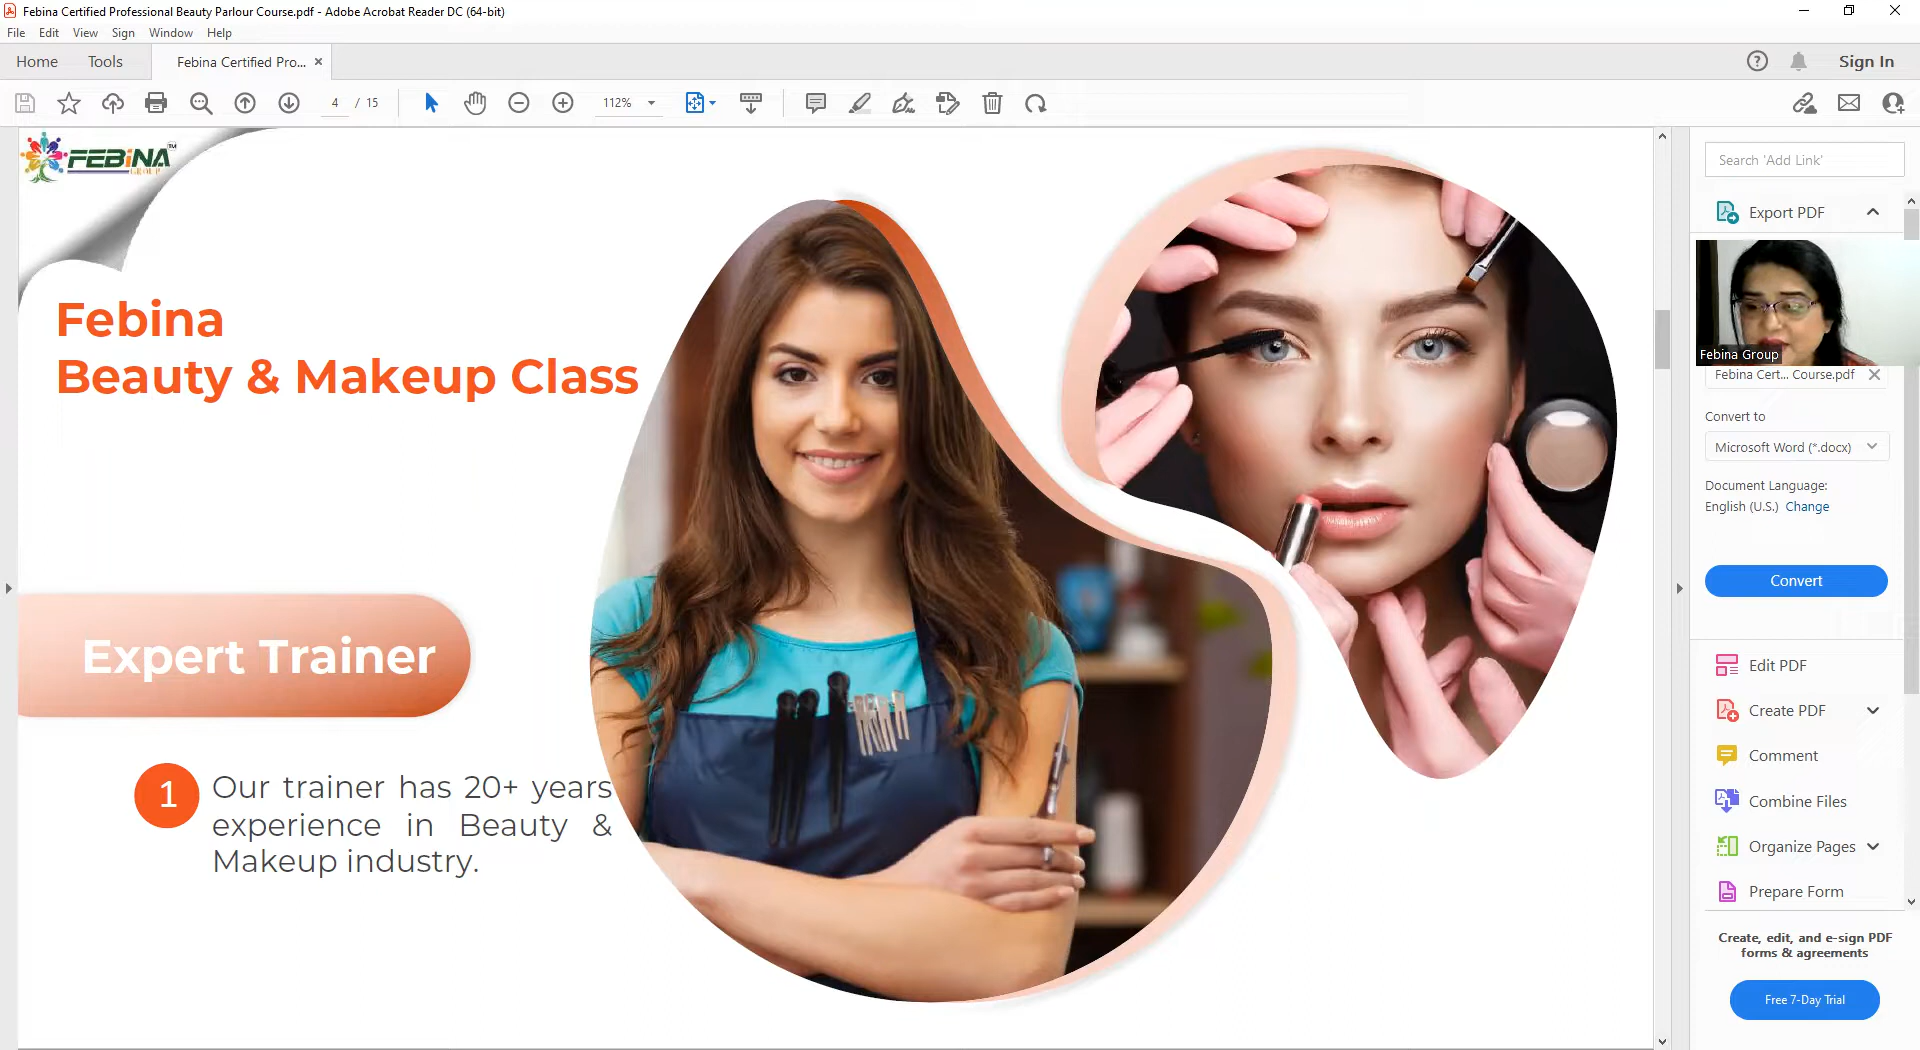 Febina Certified Professional Beauty Parlour Course.pdf - Adobe Acrobat Reader DC (64-bit)
File Edit View Sign Window Help
Home Tools Febina Certified Pro... × Sign In
4 / 15 112%
FEBiNA TM
GROUP
Febina
Beauty & Makeup Class
Expert Trainer
1 Our trainer has 20+ years
experience in Beauty &
Makeup industry.
Search 'Add Link'
Export PDF
Febina Group
Febina Cert... Course.pdf
Convert to
Microsoft Word (*.docx)
Document Language:
English (U.S.) Change
Convert
Edit PDF
Create PDF
Comment
Combine Files
Organize Pages
Prepare Form
Create, edit, and e-sign PDF
forms & agreements
Free 7-Day Trial